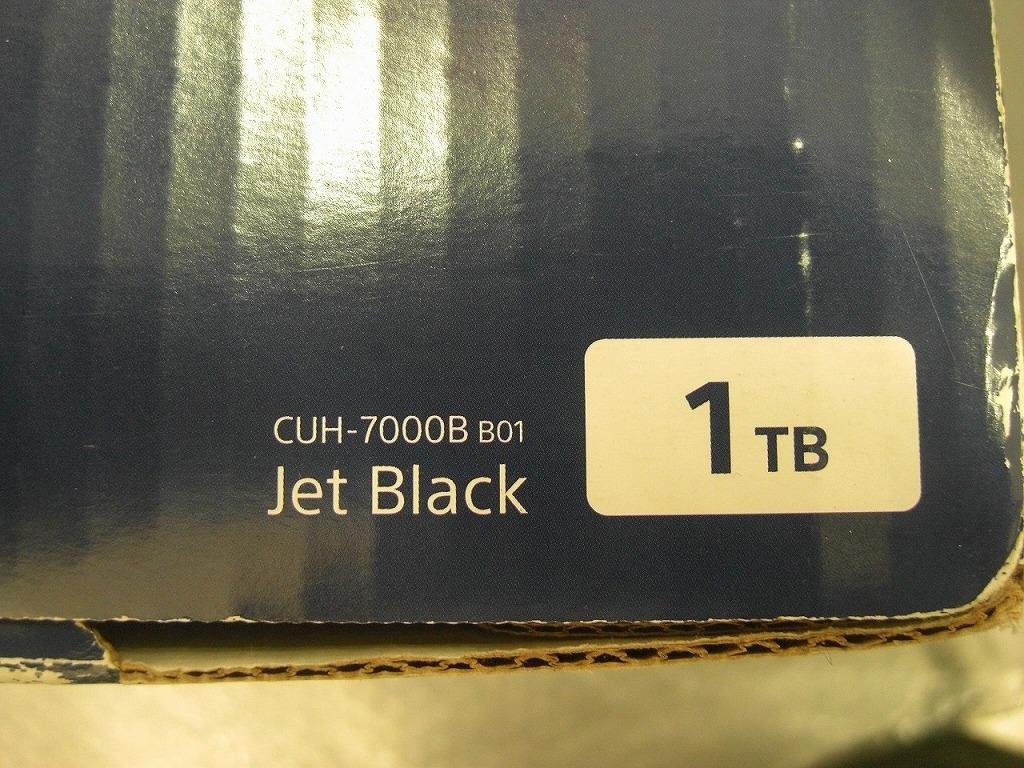 CUH-7000B B01
Jet Black
1TB